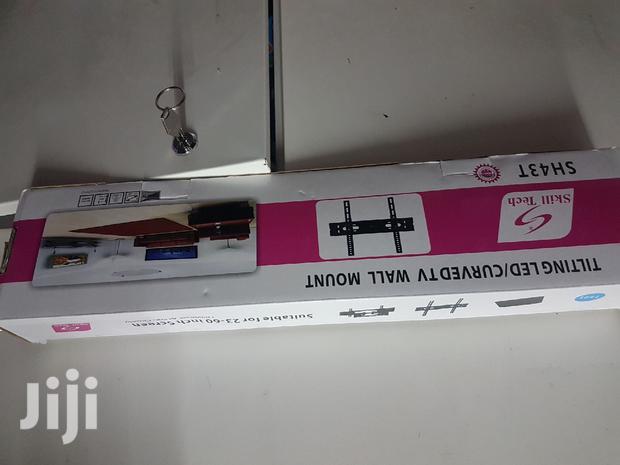 SH43T
Skill Tech
TILTING LED/CURVED TV WALL MOUNT
Suitable for 23-60 inch Screen
Jiji